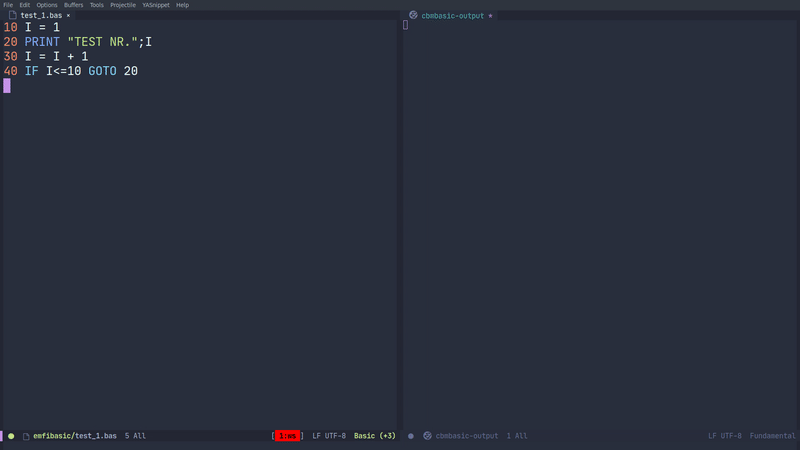 File Edit Options Buffers Tools Projectile YASnippet Help
test_1.bas ×
10 I = 1
20 PRINT "TEST NR.";I
30 I = I + 1
40 IF I<=10 GOTO 20
emfibasic/test_1.bas 5 All
LF UTF-8 Basic (+3)
cbmbasic-output ×
cbmbasic-output 1 All
LF UTF-8 Fundamental